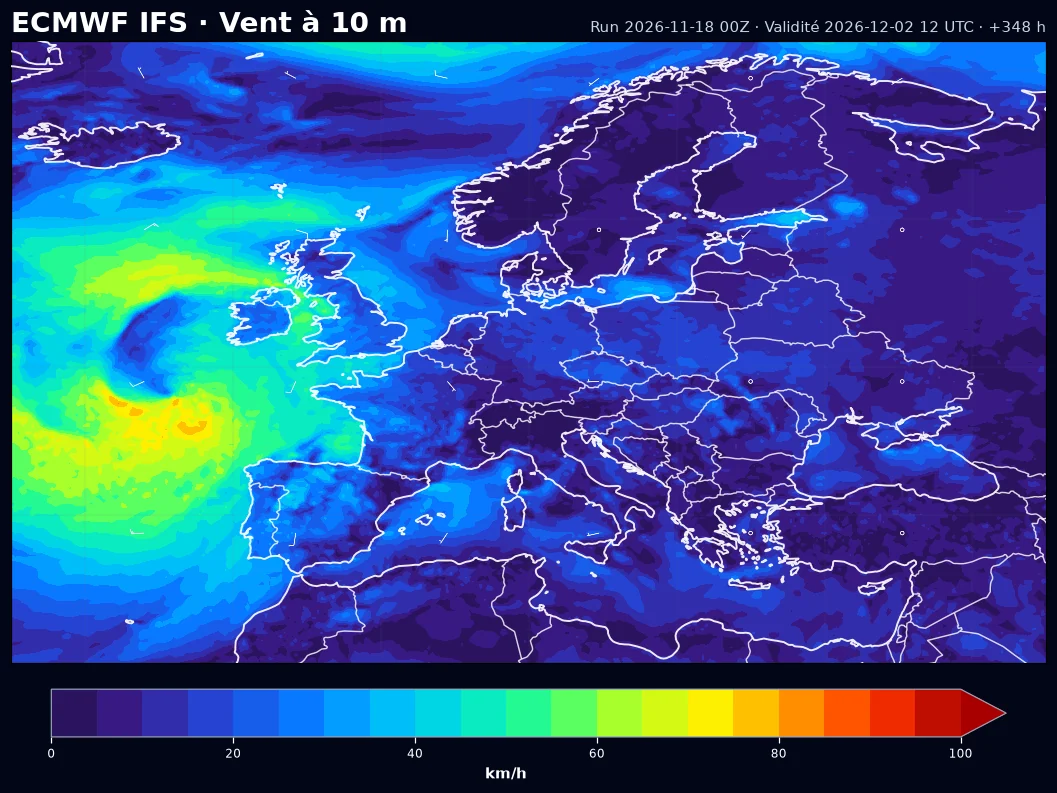 ECMWF IFS · Vent à 10 m
Run 2026-11-18 00Z · Validité 2026-12-02 12 UTC · +348 h
0 20 40 60 80 100
km/h